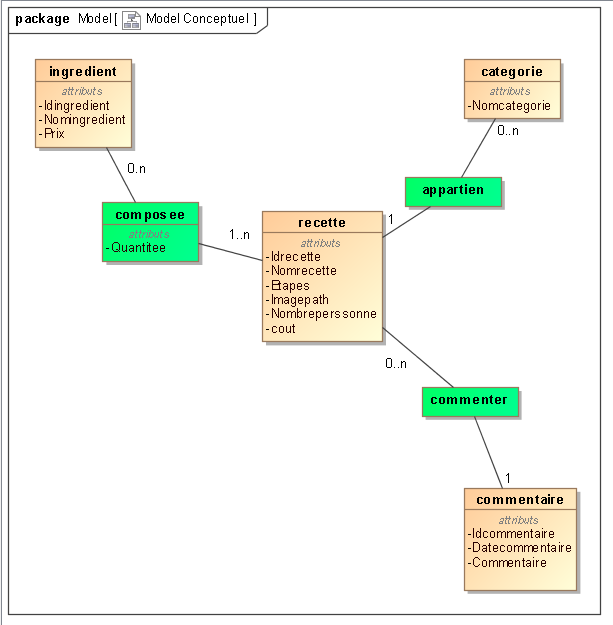 package Model[ Model Conceptuel ]
ingredient
attributs
-Idingredient
-Nomingredient
-Prix
0.n
composee
attributs
-Quantitee
1..n
recette
attributs
-Idrecette
-Nomrecette
-Etapes
-Imagepath
-Nombreperssonne
-cout
categorie
attributs
-Nomcategorie
0..n
appartien
1
0..n
commenter
1
commentaire
attributs
-Idcommentaire
-Datecommentaire
-Commentaire